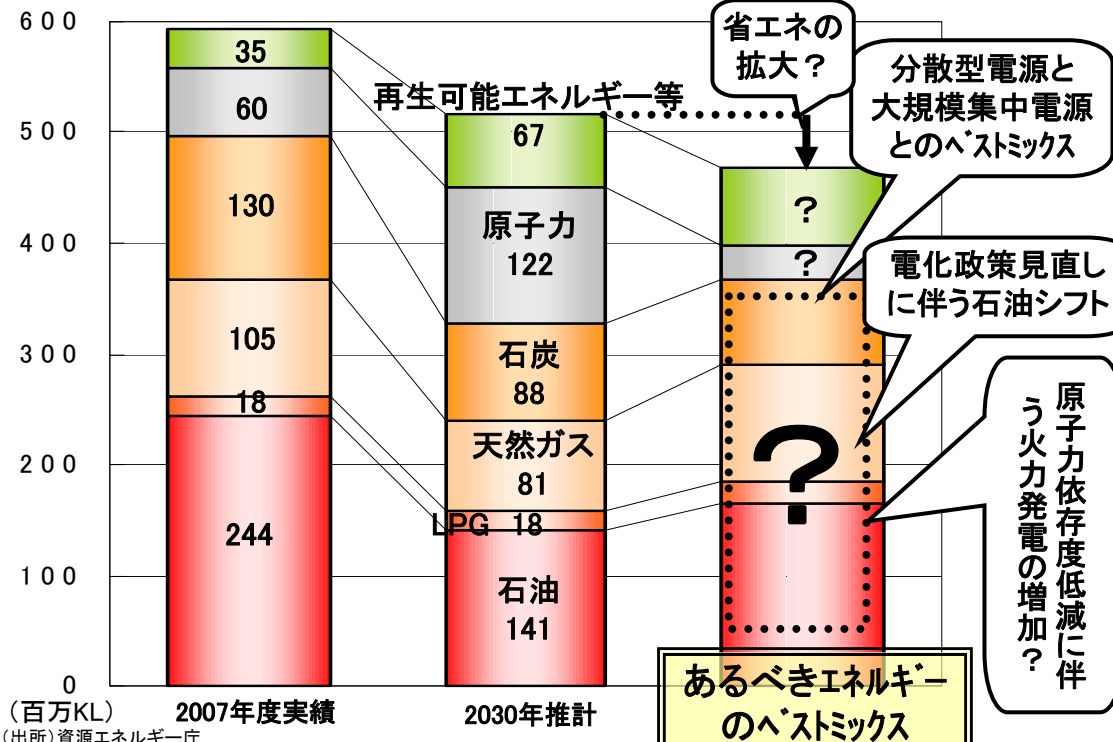 600
500
400
300
200
100
0
(百万KL)
35
60
130
105
18
244
2007年度実績
再生可能エネルギー等
67
原子力
122
石炭
88
天然ガス
81
LPG 18
石油
141
2030年推計
?
?
?
あるべきエネルギー
のベストミックス
省エネの
拡大?
分散型電源と
大規模集中電源
とのベストミックス
電化政策見直し
に伴う石油シフト
原子力依存度低減に伴
う火力発電の増加?
(出所)資源エネルギー庁